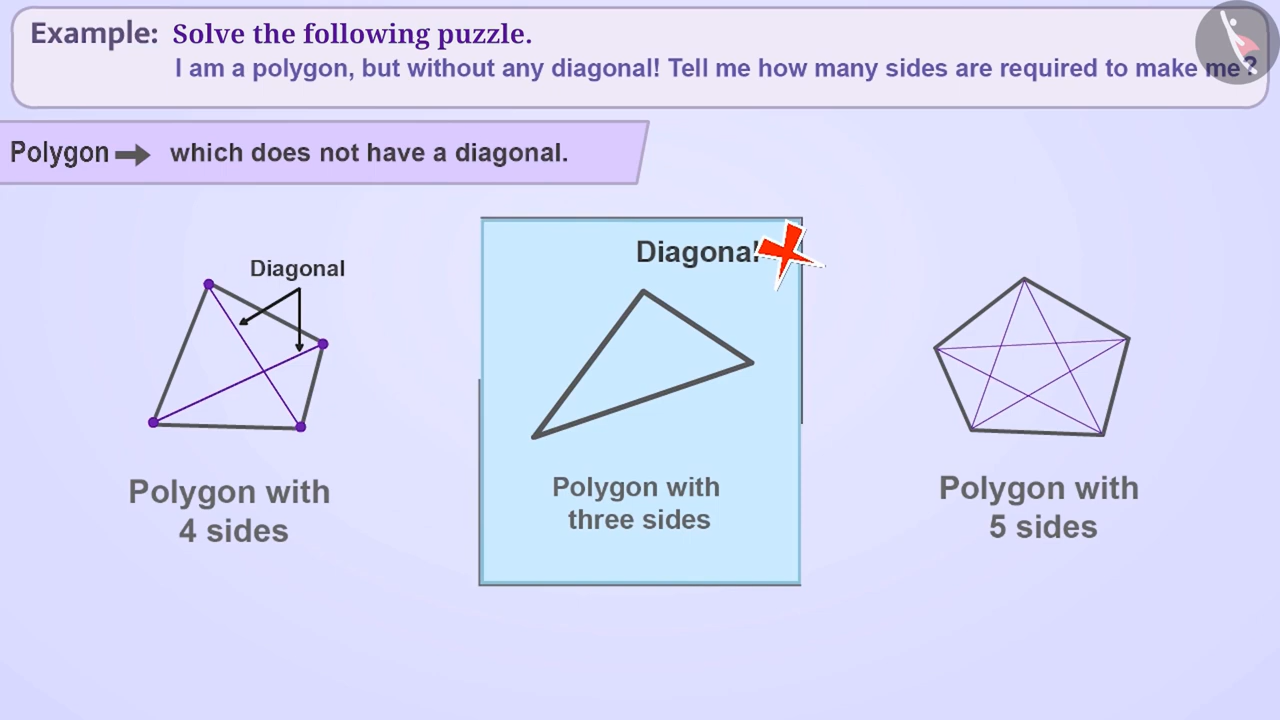 Example: Solve the following puzzle.
I am a polygon, but without any diagonal! Tell me how many sides are required to make me?
Polygon which does not have a diagonal.
Diagonal
Polygon with
4 sides
Diagonal
Polygon with
three sides
Polygon with
5 sides